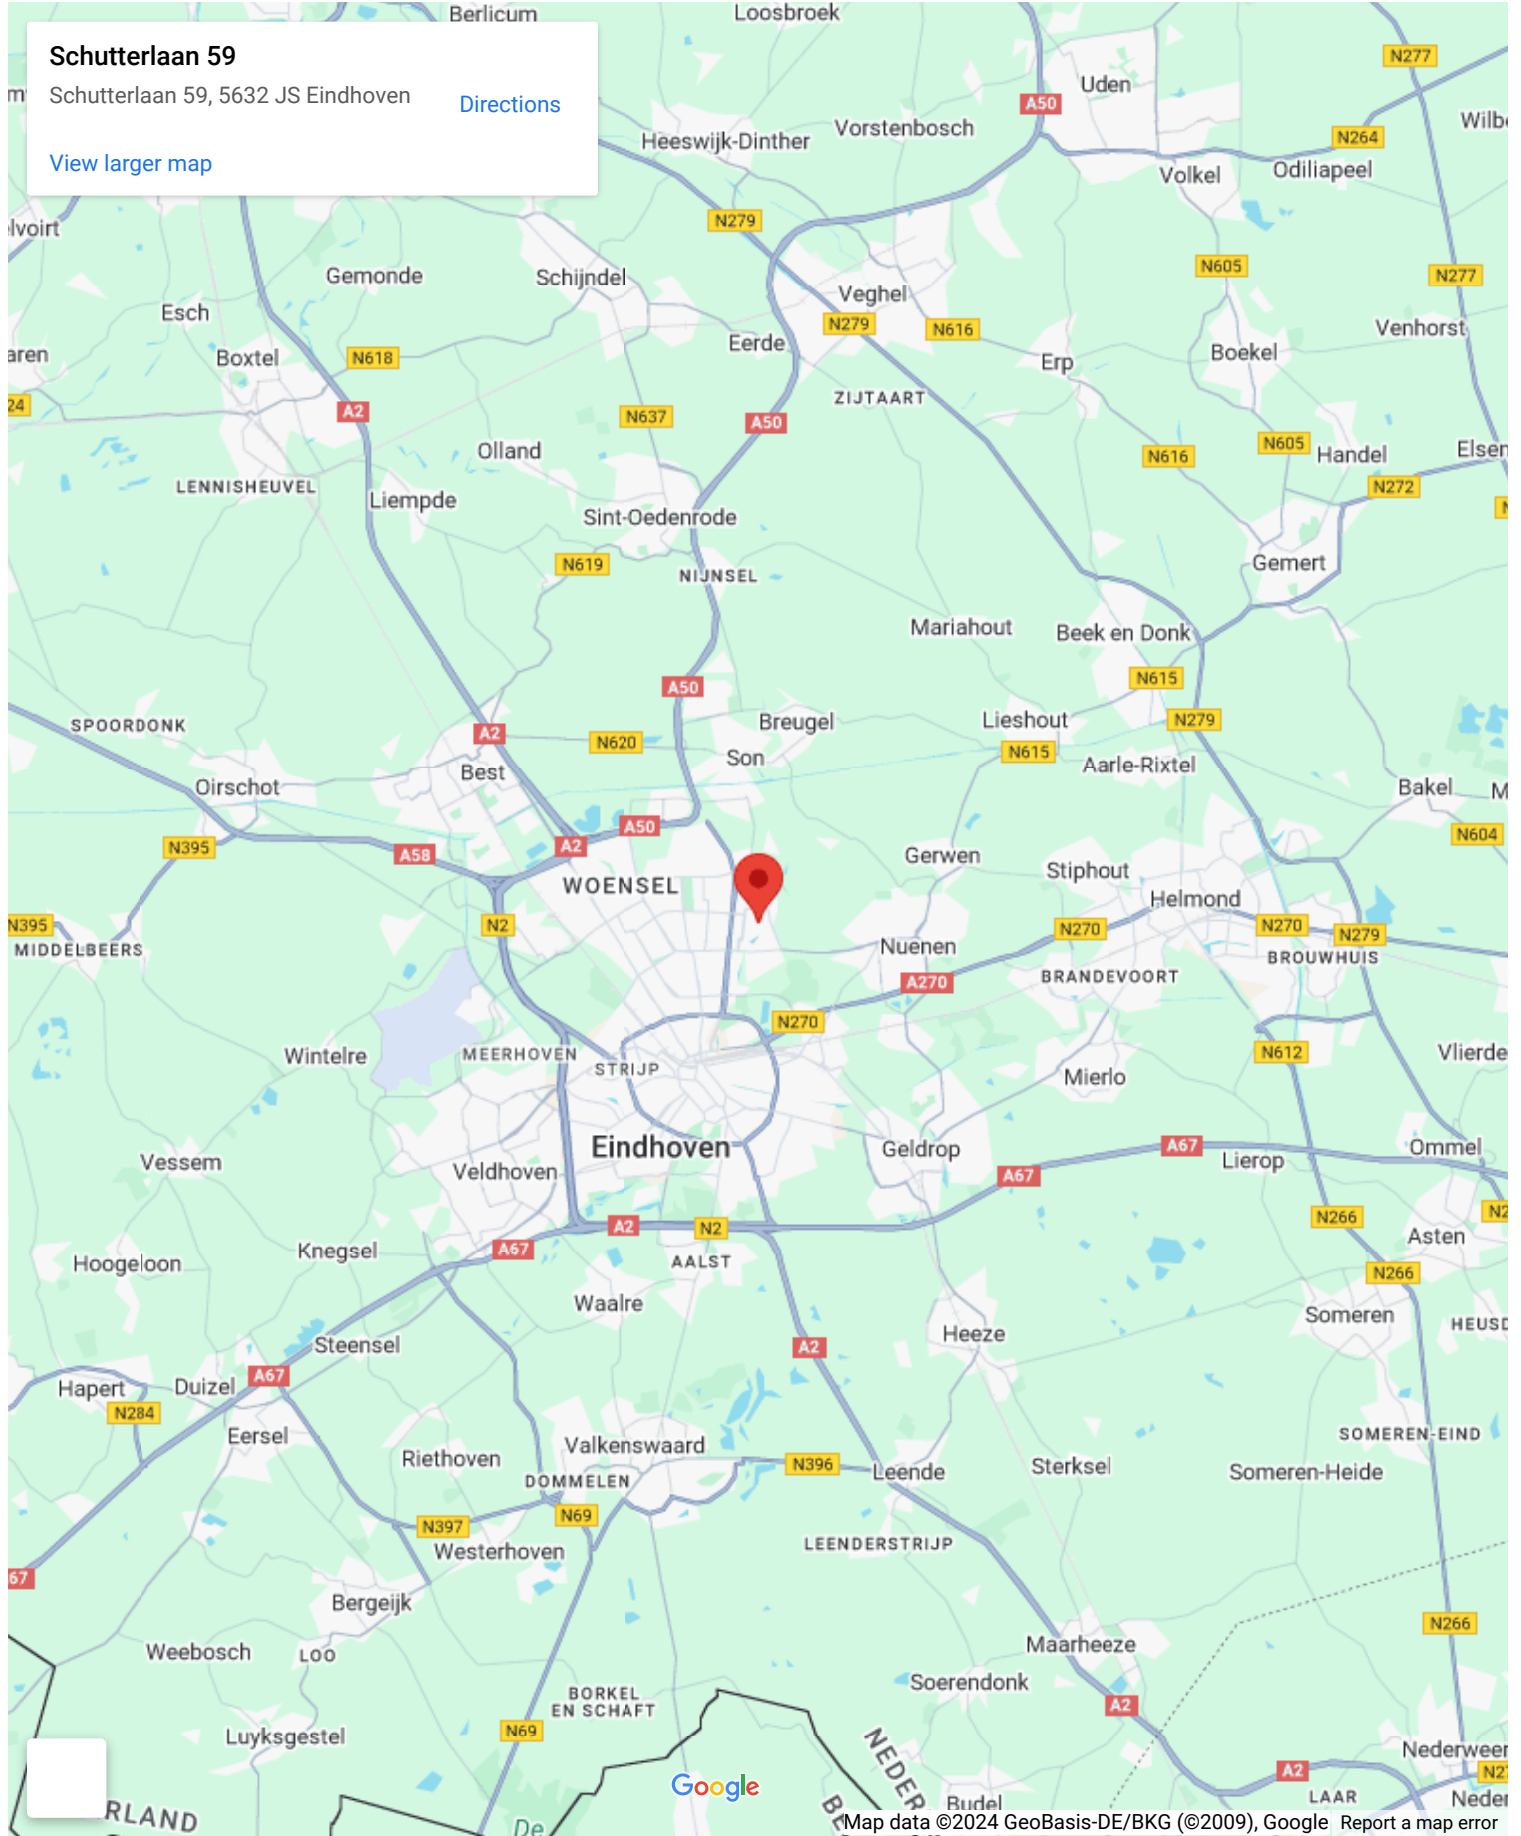 Berlicum
Loosbroek
Schutterlaan 59
Schutterlaan 59, 5632 JS Eindhoven
Directions
View larger map
N277
Uden
A50
Heeswijk-Dinther
Vorstenbosch
N264
Volkel
Odiliapeel
N279
Gemonde
Schijndel
N605
N277
Esch
Veghel
N279
N616
Venhorst
Eerde
Boxtel
N618
Erp
Boekel
ZIJTAART
24
A2
N637
A50
Olland
N616
N605
Handel
LENNISHEUVEL
Liempde
N272
Sint-Oedenrode
N619
NIJNSEL
Gemert
Mariahout
Beek en Donk
A50
N615
SPOORDONK
Breugel
Lieshout
N279
A2
N620
N615
Son
Aarle-Rixtel
Best
Oirschot
Bakel
A50
N604
N395
A58
A2
Gerwen
Stiphout
WOENSEL
Helmond
N395
N2
N270
N270
N279
MIDDELBEERS
Nuenen
BROUWHUIS
A270
BRANDEVOORT
N270
Wintelre
MEERHOVEN
N612
STRIJP
Mierlo
Eindhoven
Geldrop
A67
Ommel
Vessem
Veldhoven
A67
Lierop
A2
N2
N266
Asten
Knegsel
A67
Hoogeloon
AALST
N266
Waalre
Someren
Steensel
Heeze
A2
Hapert
Duizel
A67
N284
Eersel
Valkenswaard
SOMEREN-EIND
Riethoven
DOMMELEN
N396
Leende
Sterksel
Someren-Heide
N69
N397
Westerhoven
LEENDERSTRIJP
67
Bergeijk
N266
Weebosch
LOO
Maarheeze
Soerendonk
BORKEL
EN SCHAFT
A2
N69
Luyksgestel
Google
A2
LAAR
RLAND
De
Budel
Map data ©2024 GeoBasis-DE/BKG (©2009), Google
Report a map error